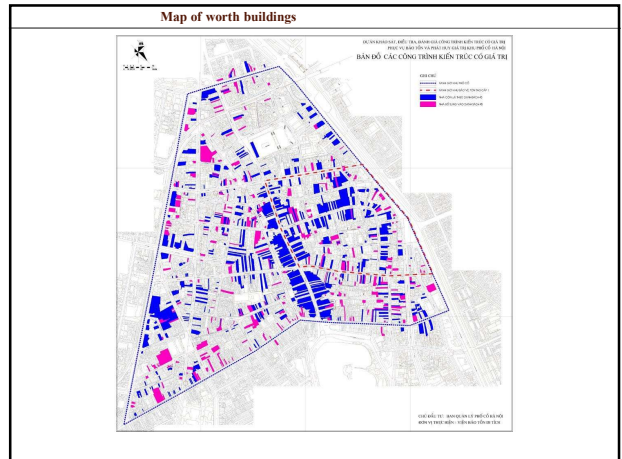 Map of worth buildings
DỰ ÁN KHẢO SÁT, ĐIỀU TRA, ĐÁNH GIÁ CÔNG TRÌNH KIẾN TRÚC CÓ GIÁ TRỊ
PHỤC VỤ BẢO TỒN VÀ PHÁT HUY GIÁ TRỊ KHU PHỐ CỔ HÀ NỘI
BẢN ĐỒ CÁC CÔNG TRÌNH KIẾN TRÚC CÓ GIÁ TRỊ
GHI CHÚ
CHỦ ĐẦU TƯ: BAN QUẢN LÝ PHỐ CỔ HÀ NỘI
ĐƠN VỊ THỰC HIỆN: VIỆN BẢO TỒN DI TÍCH